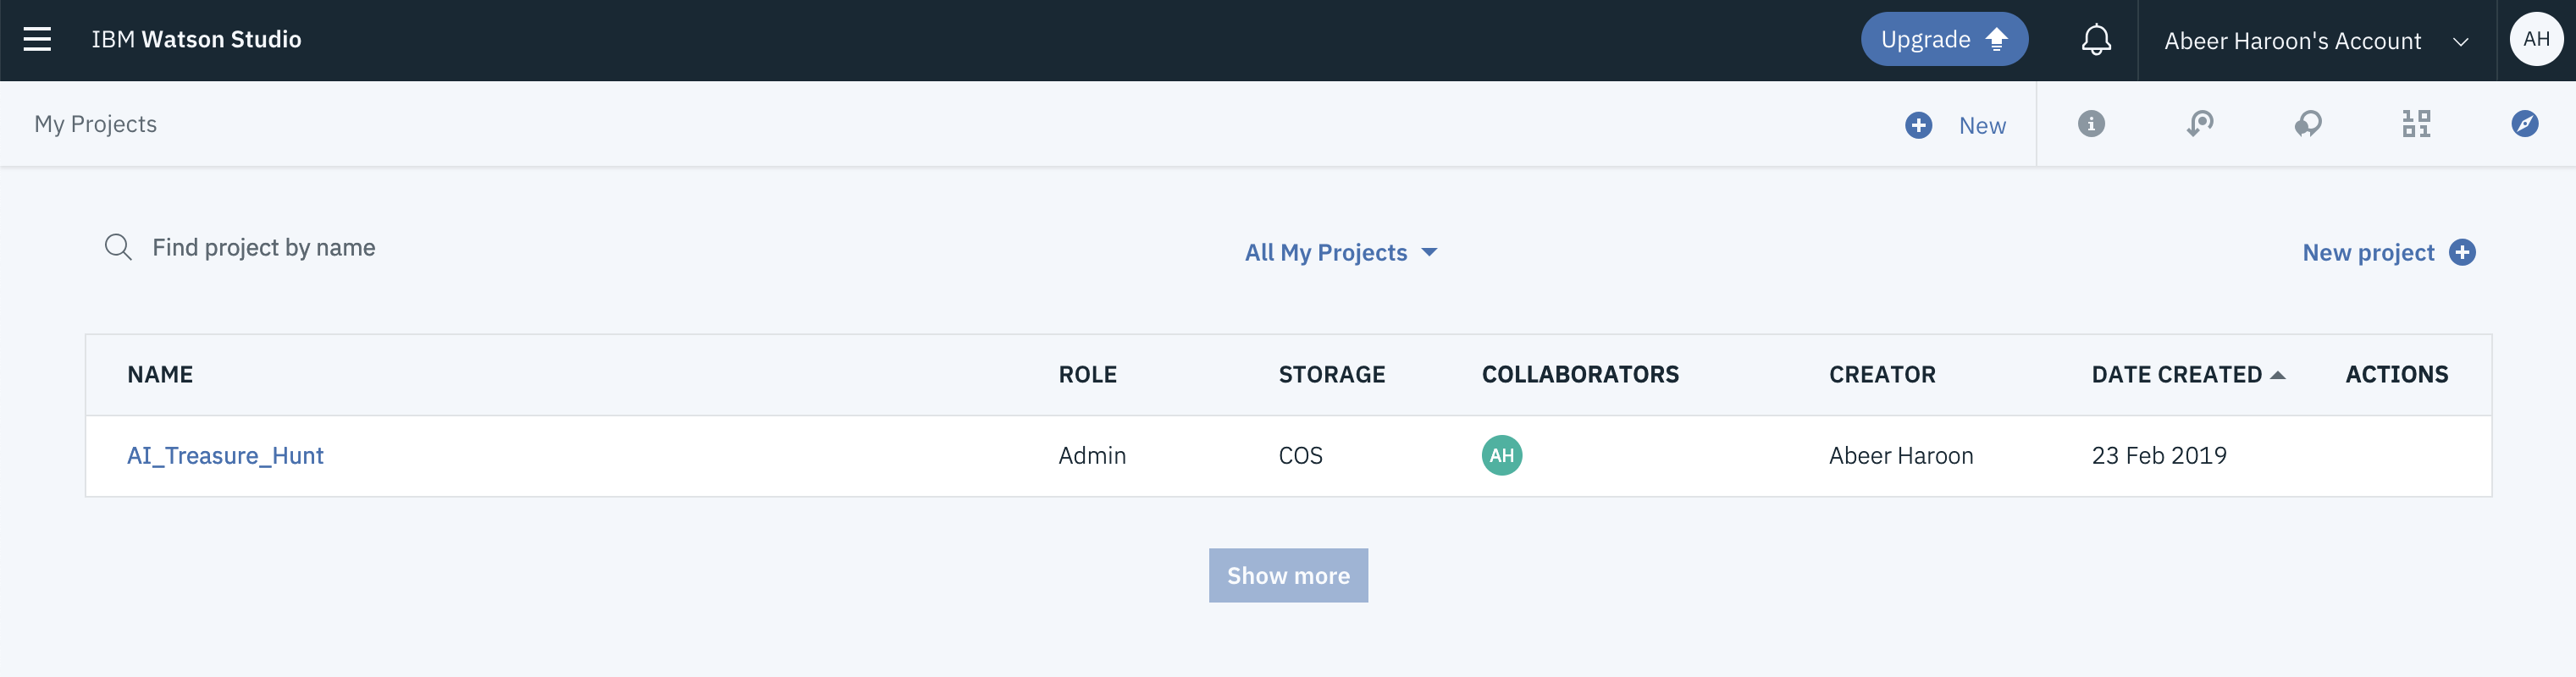 IBM Watson Studio
Upgrade
Abeer Haroon's Account
AH
My Projects
New
Find project by name
All My Projects
New project
NAME ROLE STORAGE COLLABORATORS CREATOR DATE CREATED ACTIONS
AI_Treasure_Hunt Admin COS AH Abeer Haroon 23 Feb 2019
Show more